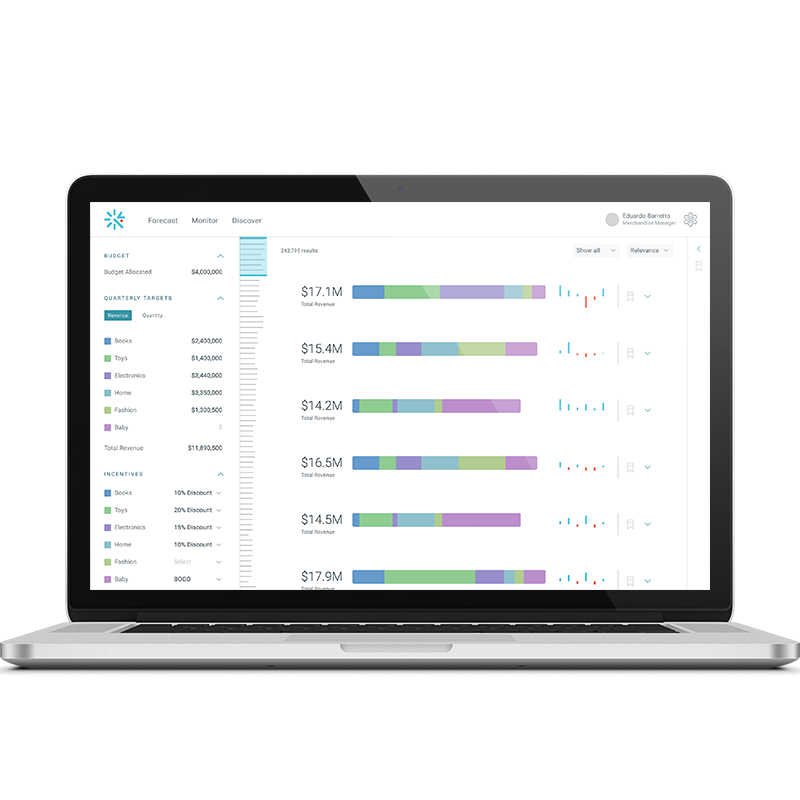 Forecast Monitor Discover
Eduardo Barretto
Merchandise Manager
BUDGET
Budget Allocated $4,000,000
QUARTERLY TARGETS
Revenue Quantity
Books $2,400,000
Toys $1,400,000
Electronics $3,440,000
Home $3,350,000
Fashion $1,300,500
Baby $
Total Revenue $11,890,500
INCENTIVES
Books 10% Discount
Toys 20% Discount
Electronics 15% Discount
Home 10% Discount
Fashion Select
Baby BOGO
243,795 results
Show all Relevance
$17.1M
Total Revenue
$15.4M
Total Revenue
$14.2M
Total Revenue
$16.5M
Total Revenue
$14.5M
Total Revenue
$17.9M
Total Revenue